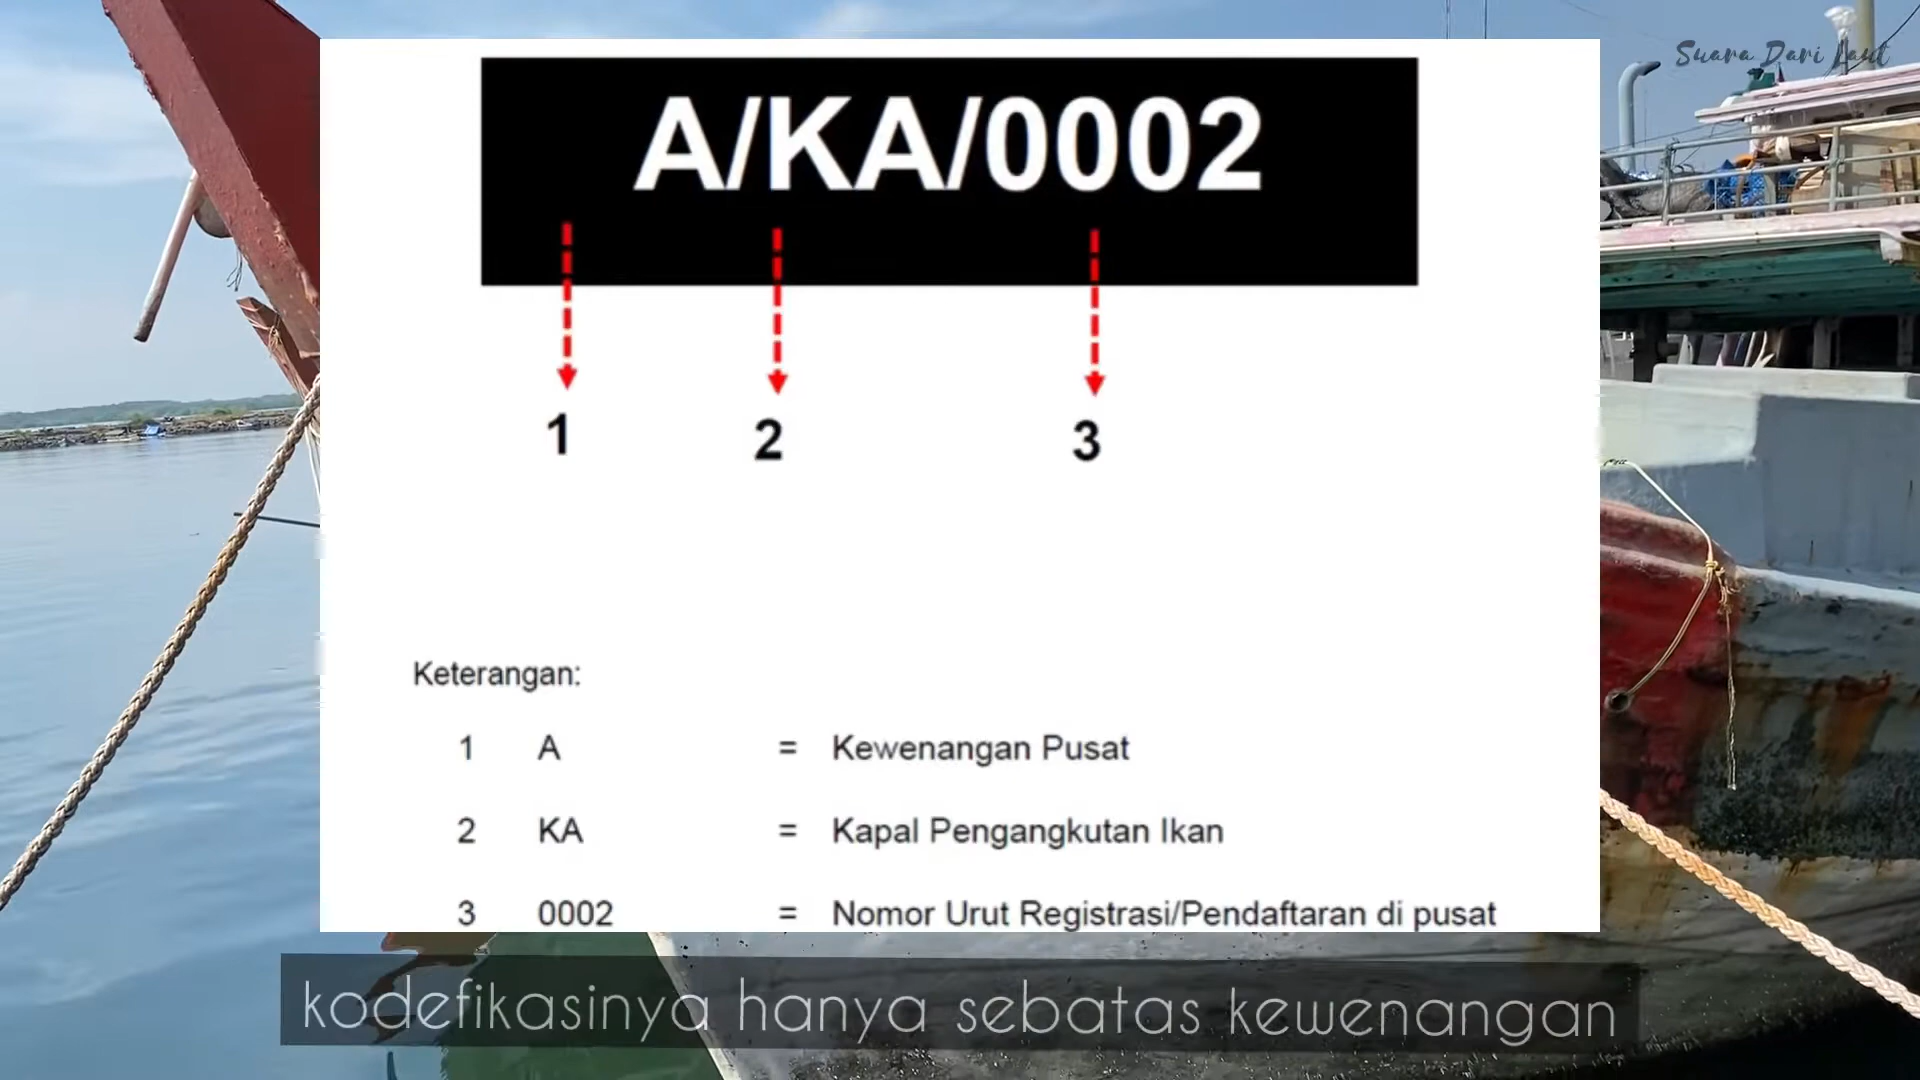 Suara Dari Laut
A/KA/0002
1 2 3
Keterangan:
1 A = Kewenangan Pusat
2 KA = Kapal Pengangkutan Ikan
3 0002 = Nomor Urut Registrasi/Pendaftaran di pusat
kodefikasinya hanya sebatas kewenangan